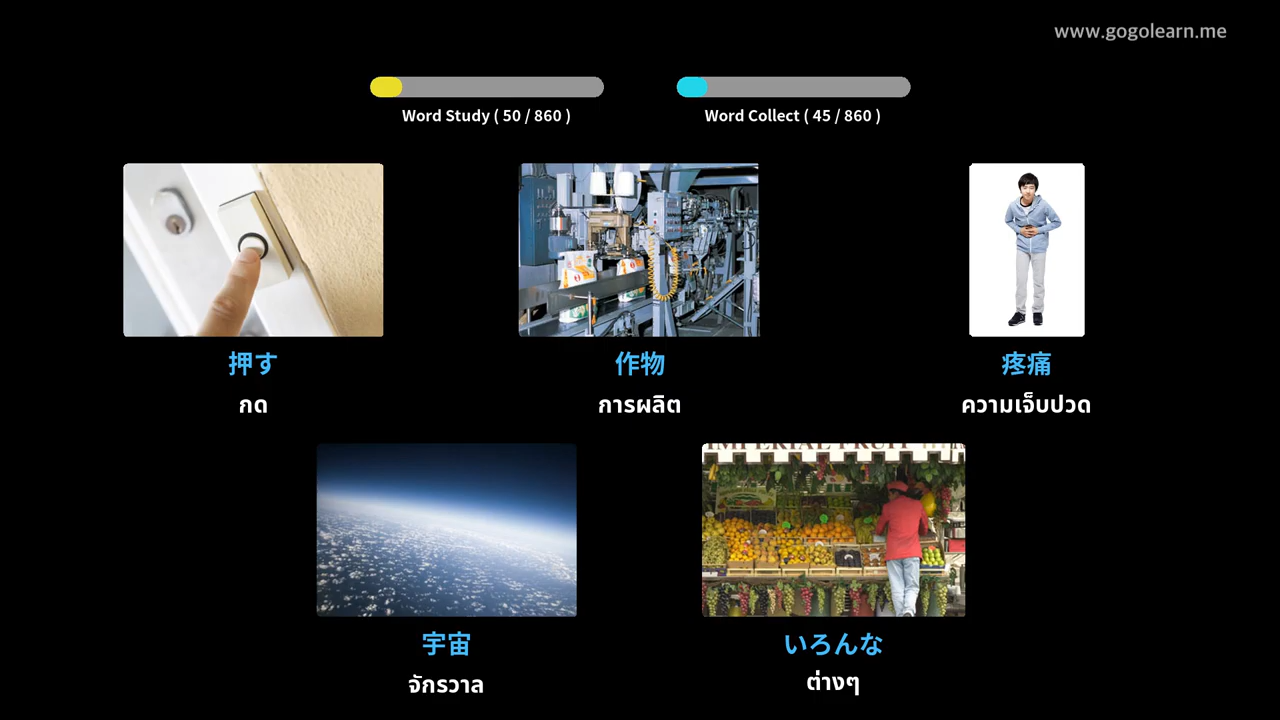 www.gogolearn.me
Word Study ( 50 / 860 )
Word Collect ( 45 / 860 )
押す
กด
作物
การผลิต
疼痛
ความเจ็บปวด
IMPERIAL FRUIT
宇宙
จักรวาล
いろんな
ต่างๆ